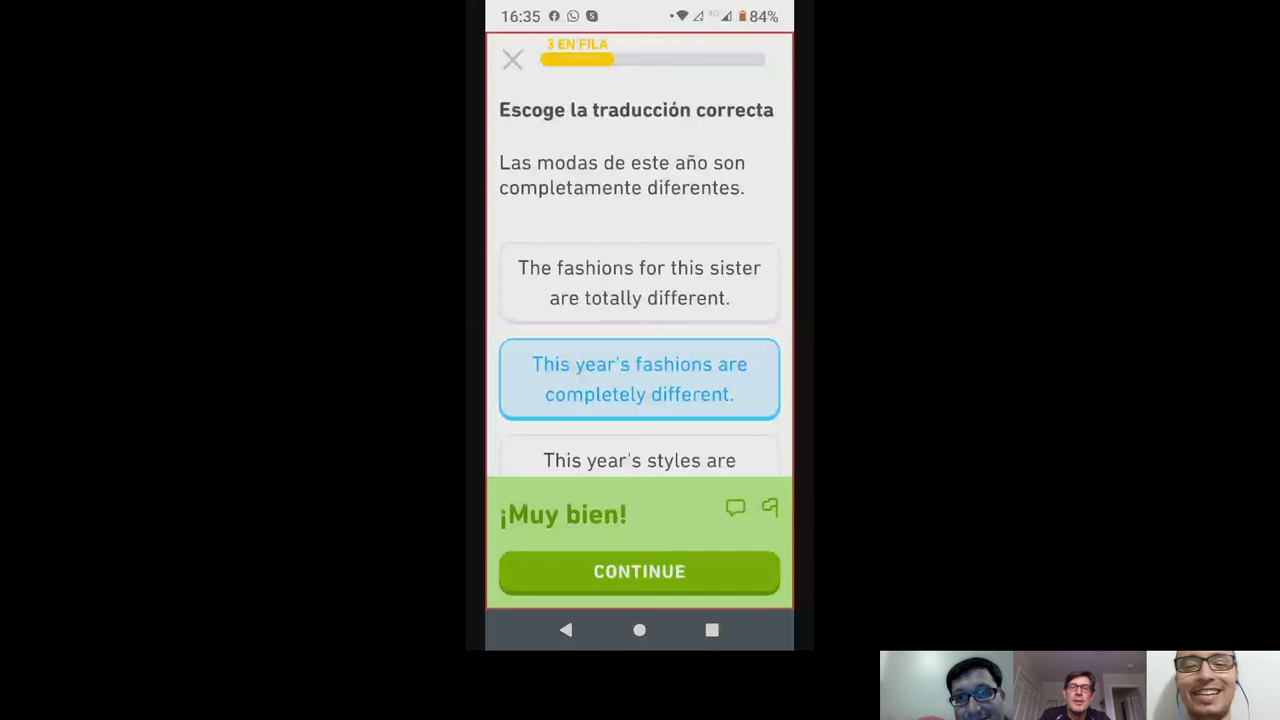 16:35 84%
3 EN FILA
Escoge la traducción correcta
Las modas de este año son
completamente diferentes.
The fashions for this sister
are totally different.
This year's fashions are
completely different.
This year's styles are
¡Muy bien!
CONTINUE